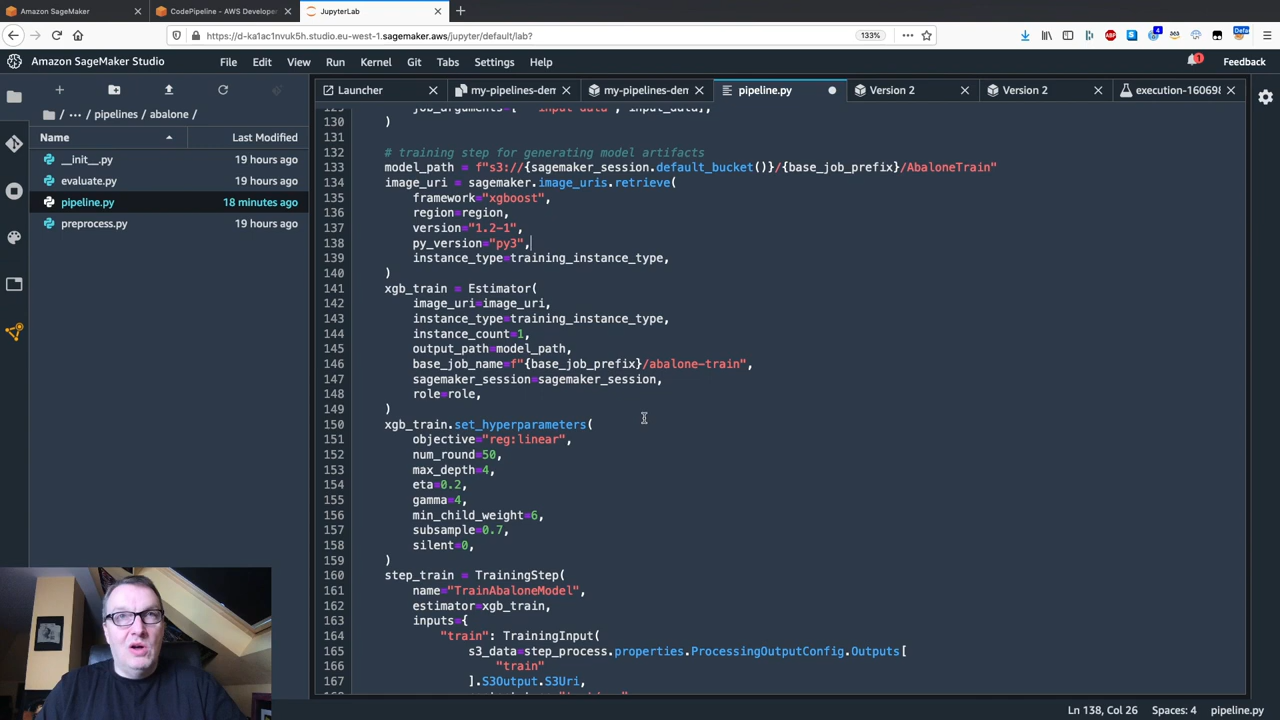 Amazon SageMaker
CodePipeline - AWS Developer
JupyterLab
https://d-ka1ac1nvuk5h.studio.eu-west-1.sagemaker.aws/jupyter/default/lab?
133%
Amazon SageMaker Studio
File
Edit
View
Run
Kernel
Git
Tabs
Settings
Help
1
Feedback
Launcher
my-pipelines-dem
my-pipelines-dem
pipeline.py
Version 2
Version 2
execution-160698
/ ... / pipelines / abalone /
Name
Last Modified
__init__.py
19 hours ago
evaluate.py
19 hours ago
pipeline.py
18 minutes ago
preprocess.py
19 hours ago
129 job_arguments=["--input-data", input_data],
130 )
131
132 # training step for generating model artifacts
133 model_path = f"s3://{sagemaker_session.default_bucket()}/{base_job_prefix}/AbaloneTrain"
134 image_uri = sagemaker.image_uris.retrieve(
135 framework="xgboost",
136 region=region,
137 version="1.2-1",
138 py_version="py3",
139 instance_type=training_instance_type,
140 )
141 xgb_train = Estimator(
142 image_uri=image_uri,
143 instance_type=training_instance_type,
144 instance_count=1,
145 output_path=model_path,
146 base_job_name=f"{base_job_prefix}/abalone-train",
147 sagemaker_session=sagemaker_session,
148 role=role,
149 )
150 xgb_train.set_hyperparameters(
151 objective="reg:linear",
152 num_round=50,
153 max_depth=4,
154 eta=0.2,
155 gamma=4,
156 min_child_weight=6,
157 subsample=0.7,
158 silent=0,
159 )
160 step_train = TrainingStep(
161 name="TrainAbaloneModel",
162 estimator=xgb_train,
163 inputs={
164 "train": TrainingInput(
165 s3_data=step_process.properties.ProcessingOutputConfig.Outputs[
166 "train"
167 ].S3Output.S3Uri,
Ln 138, Col 26
Spaces: 4
pipeline.py